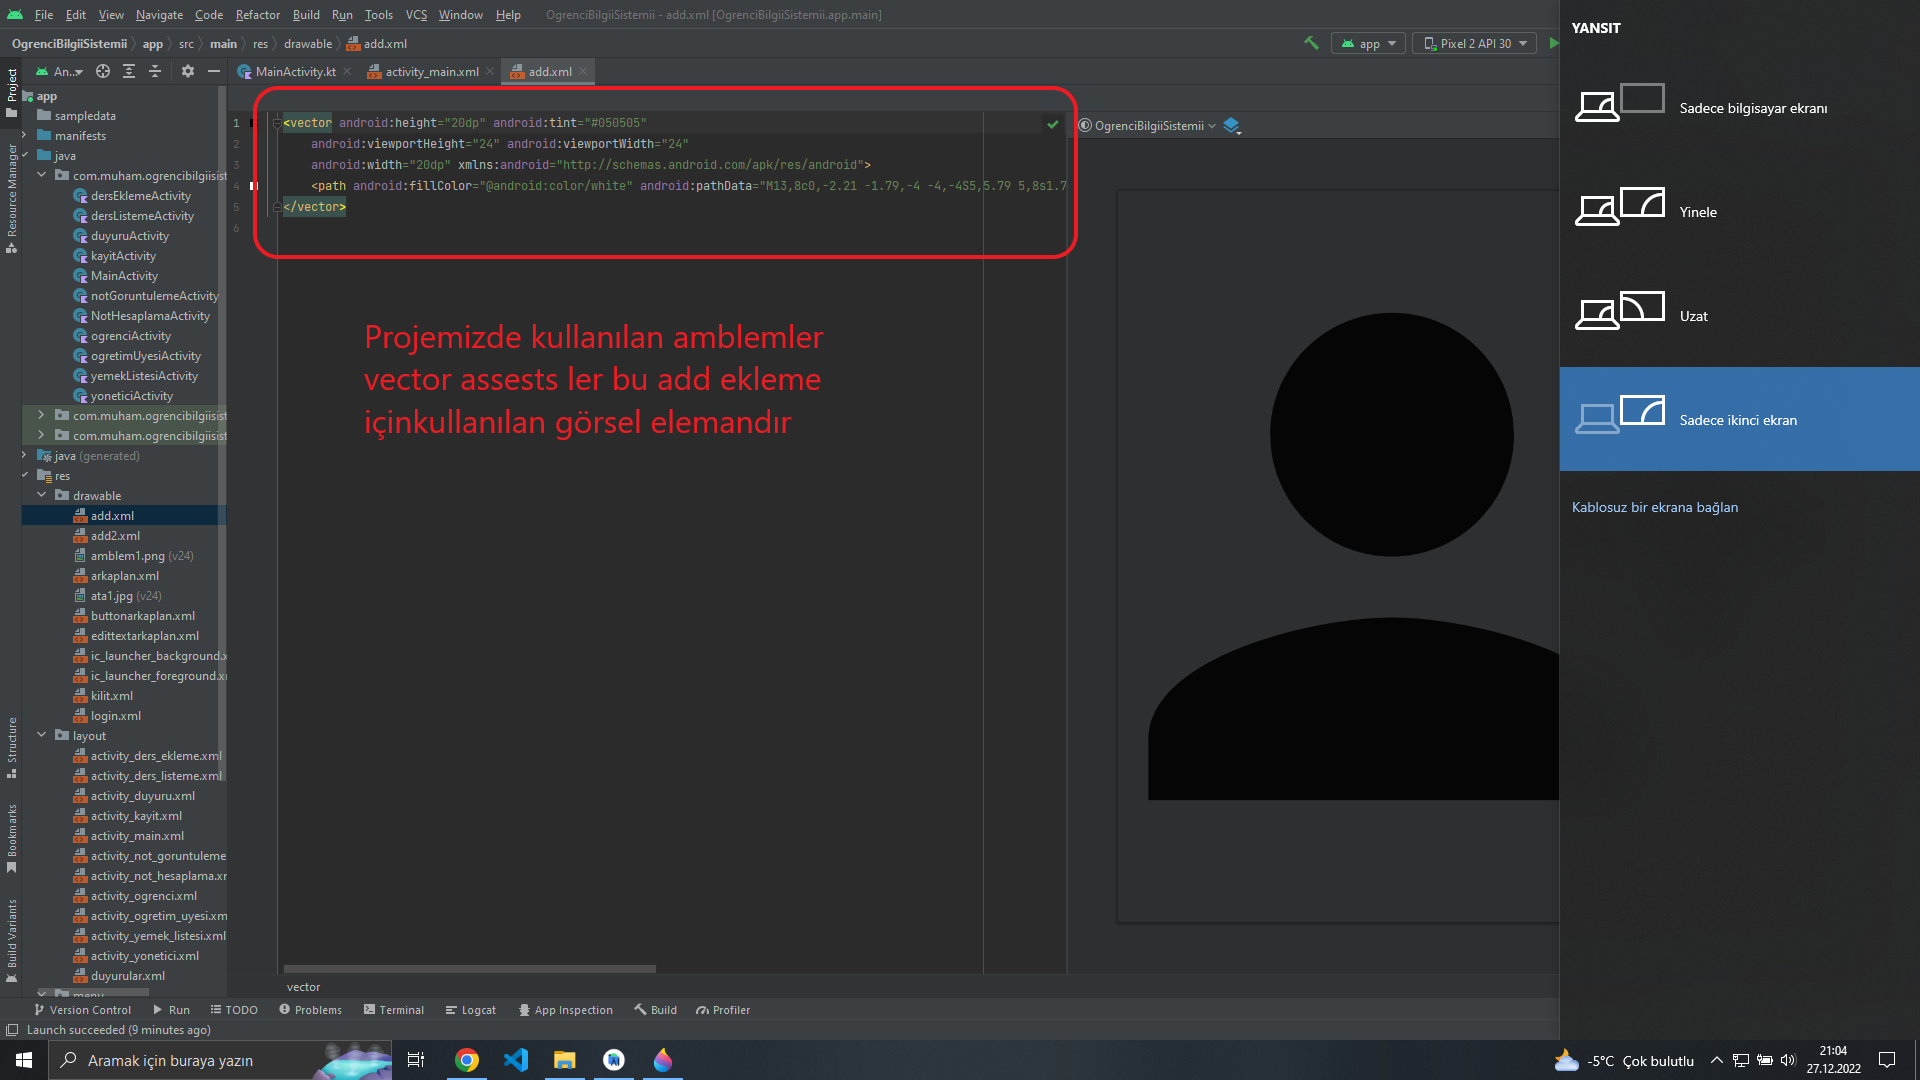 File Edit View Navigate Code Refactor Build Run Tools VCS Window Help OgrenciBilgiiSistemii - add.xml [OgrenciBilgiiSistemii.app.main]
OgrenciBilgiiSistemii app src main res drawable add.xml
app Pixel 2 API 30
An... MainActivity.kt activity_main.xml add.xml
Project
Resource Manager
Structure
Bookmarks
Build Variants
app
sampledata
manifests
java
com.muham.ogrencibilgiisist
dersEklemeActivity
dersListemeActivity
duyuruActivity
kayitActivity
MainActivity
notGoruntulemeActivity
NotHesaplamaActivity
ogrenciActivity
ogretimUyesiActivity
yemekListesiActivity
yoneticiActivity
com.muham.ogrencibilgiisist
com.muham.ogrencibilgiisist
java (generated)
res
drawable
add.xml
add2.xml
amblem1.png (v24)
arkaplan.xml
ata1.jpg (v24)
buttonarkaplan.xml
edittextarkaplan.xml
ic_launcher_background.x
ic_launcher_foreground.x
kilit.xml
login.xml
layout
activity_ders_ekleme.xml
activity_ders_listeme.xml
activity_duyuru.xml
activity_kayit.xml
activity_main.xml
activity_not_goruntuleme
activity_not_hesaplama.xr
activity_ogrenci.xml
activity_ogretim_uyesi.xm
activity_yemek_listesi.xml
activity_yonetici.xml
duyurular.xml
menu
1 <vector android:height="20dp" android:tint="#050505"
2 android:viewportHeight="24" android:viewportWidth="24"
3 android:width="20dp" xmlns:android="http://schemas.android.com/apk/res/android">
4 <path android:fillColor="@android:color/white" android:pathData="M13,8c0,-2.21 -1.79,-4 -4,-4S5,5.79 5,8s1.7
5 </vector>
6
Projemizde kullanılan amblemler
vector assests ler bu add ekleme
içinkullanılan görsel elemandır
OgrenciBilgiiSistemii
vector
YANSIT
Sadece bilgisayar ekranı
Yinele
Uzat
Sadece ikinci ekran
Kablosuz bir ekrana bağlan
Version Control Run TODO Problems Terminal Logcat App Inspection Build Profiler
Launch succeeded (9 minutes ago)
Aramak için buraya yazın
-5°C Çok bulutlu
21:04
27.12.2022